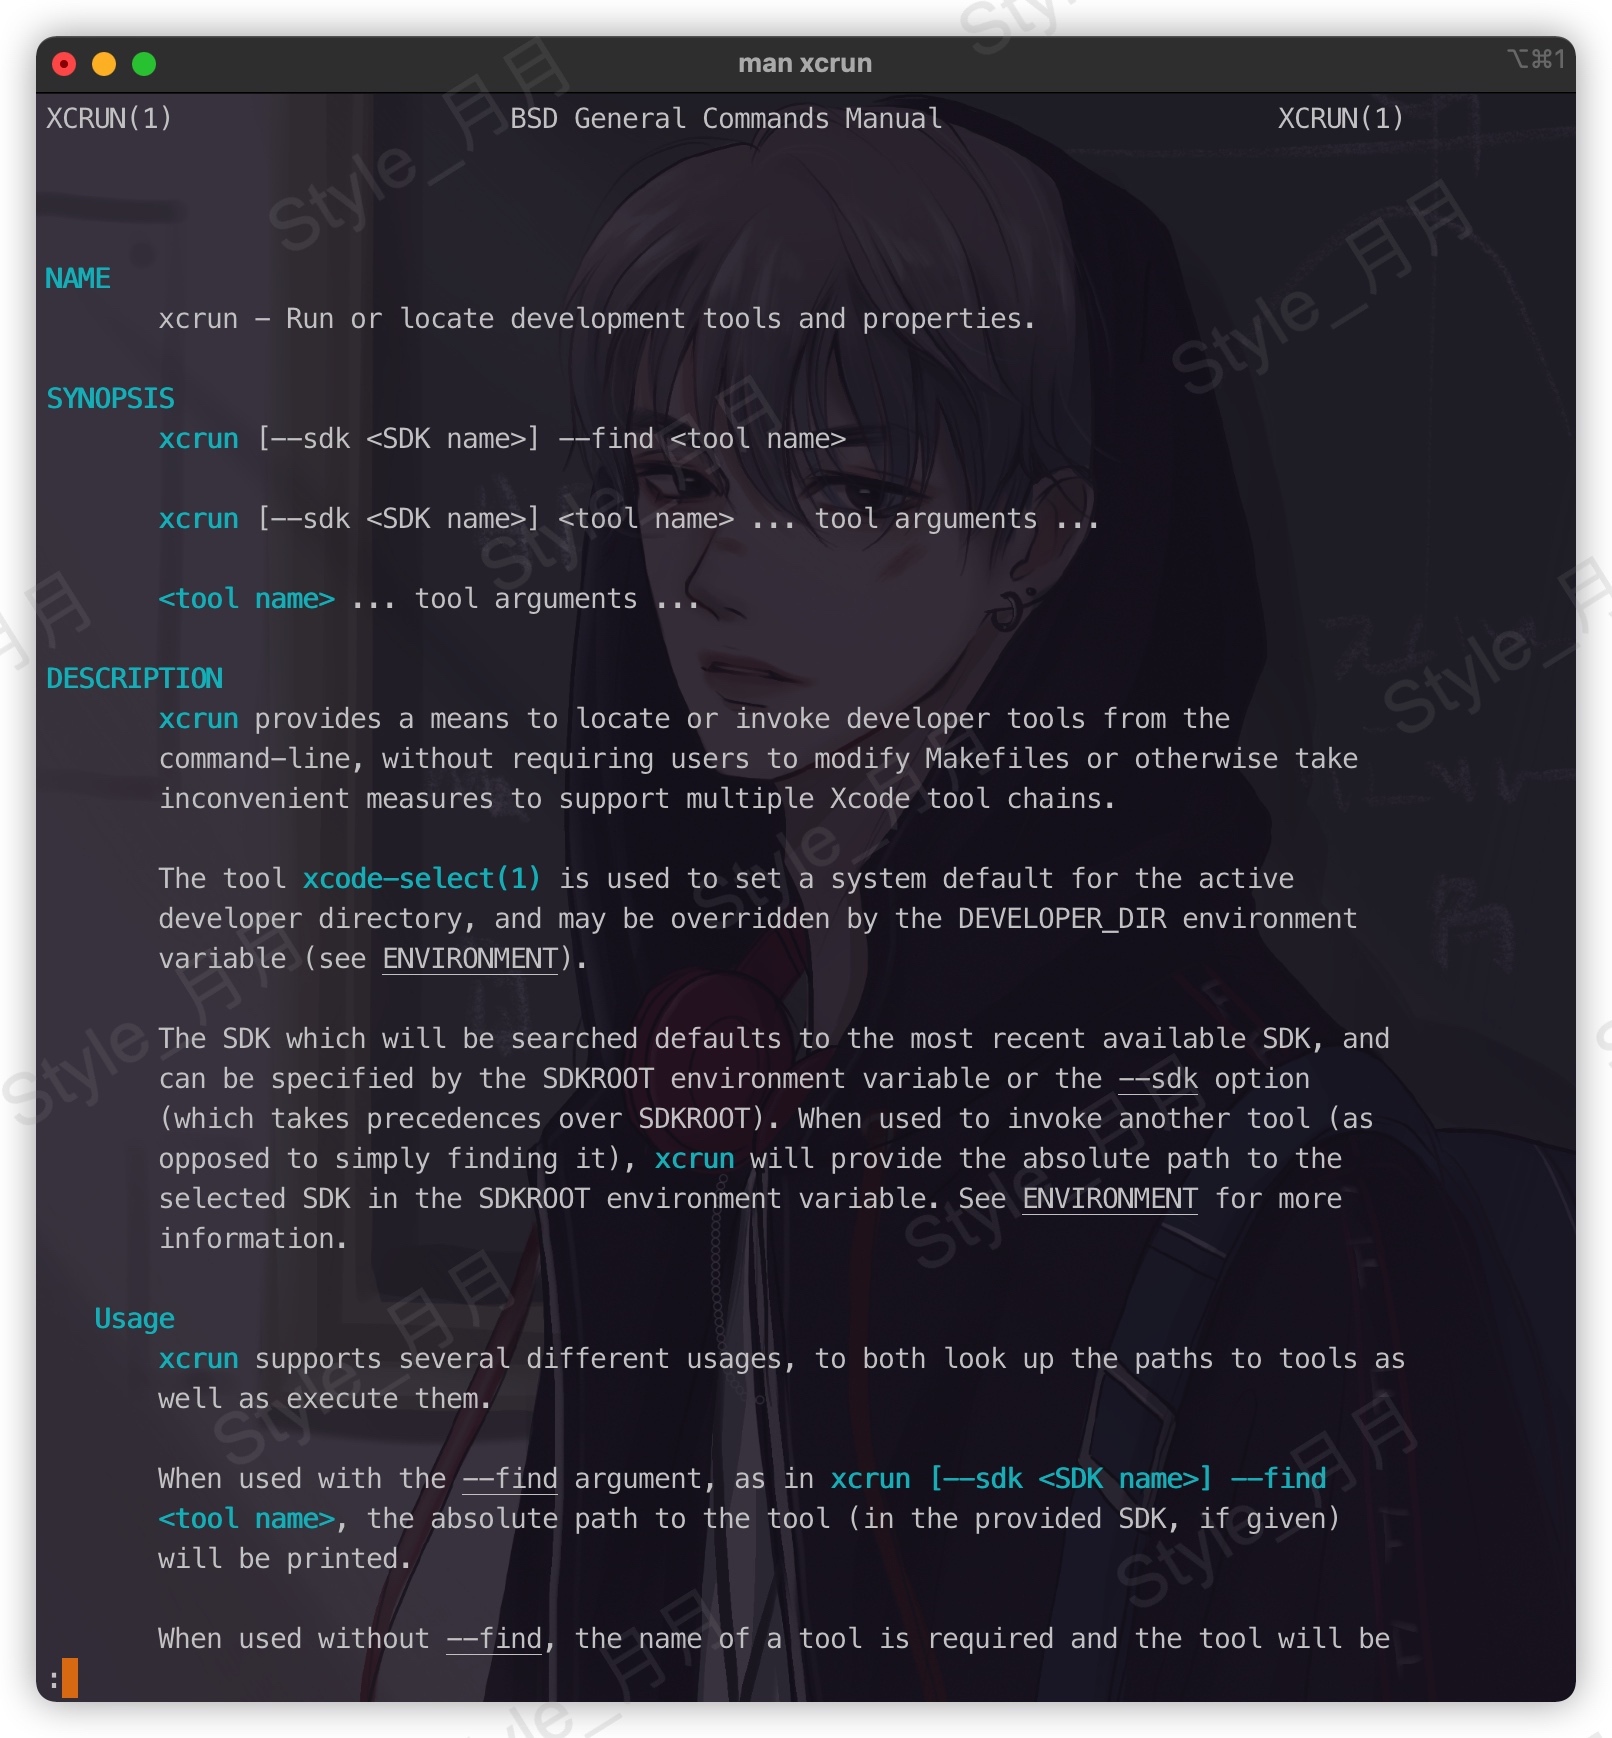 man xcrun
⌥⌘1
XCRUN(1) BSD General Commands Manual XCRUN(1)
NAME
xcrun − Run or locate development tools and properties.
SYNOPSIS
xcrun [−−sdk <SDK name>] −−find <tool name>
xcrun [−−sdk <SDK name>] <tool name> ... tool arguments ...
<tool name> ... tool arguments ...
DESCRIPTION
xcrun provides a means to locate or invoke developer tools from the
command−line, without requiring users to modify Makefiles or otherwise take
inconvenient measures to support multiple Xcode tool chains.
The tool xcode−select(1) is used to set a system default for the active
developer directory, and may be overridden by the DEVELOPER_DIR environment
variable (see ENVIRONMENT).
The SDK which will be searched defaults to the most recent available SDK, and
can be specified by the SDKROOT environment variable or the −−sdk option
(which takes precedences over SDKROOT). When used to invoke another tool (as
opposed to simply finding it), xcrun will provide the absolute path to the
selected SDK in the SDKROOT environment variable. See ENVIRONMENT for more
information.
Usage
xcrun supports several different usages, to both look up the paths to tools as
well as execute them.
When used with the −−find argument, as in xcrun [−−sdk <SDK name>] −−find
<tool name>, the absolute path to the tool (in the provided SDK, if given)
will be printed.
When used without −−find, the name of a tool is required and the tool will be
:
Style_月月